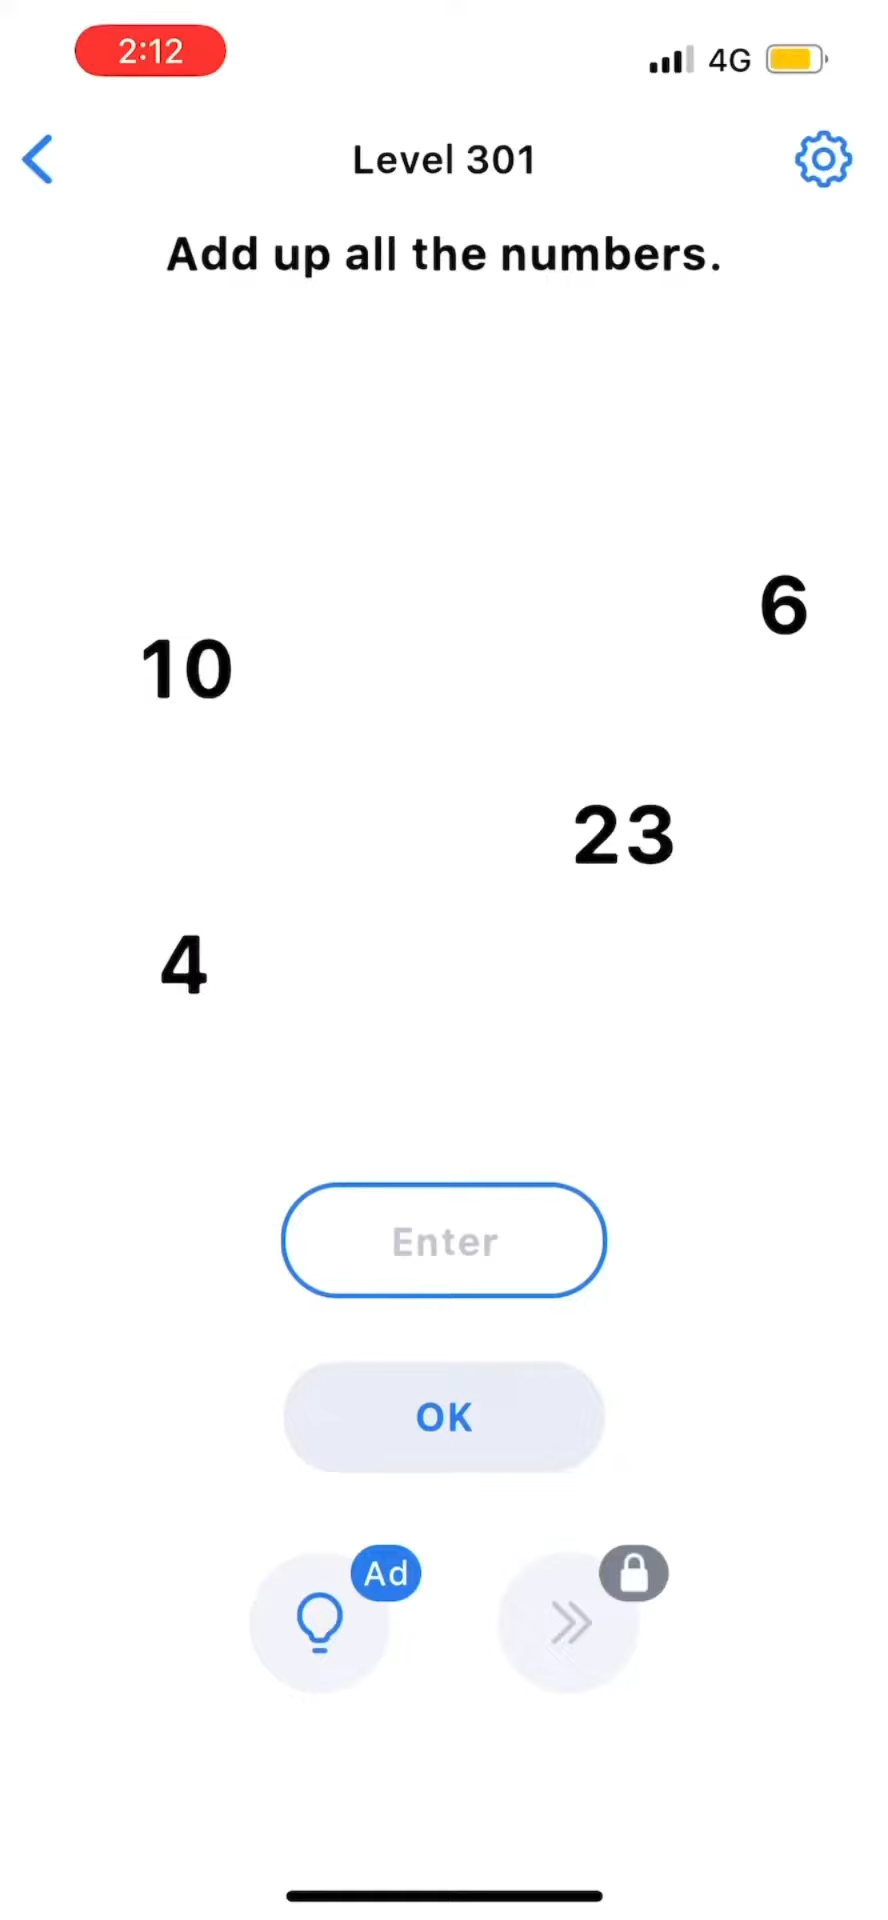 2:12
4G
Level 301
Add up all the numbers.
6
10
23
4
Enter
OK
Ad